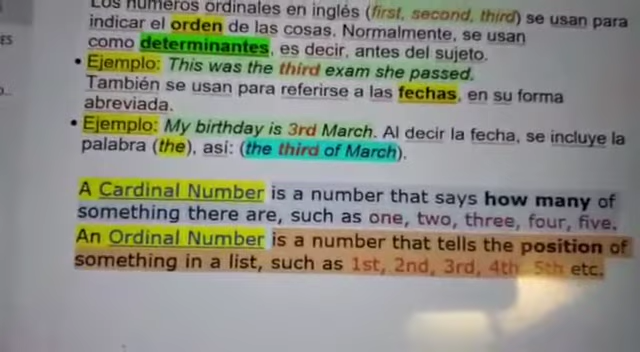 Los números ordinales en inglés (first, second, third) se usan para
indicar el orden de las cosas. Normalmente, se usan
como determinantes, es decir, antes del sujeto.
• Ejemplo: This was the third exam she passed.
También se usan para referirse a las fechas, en su forma
abreviada.
• Ejemplo: My birthday is 3rd March. Al decir la fecha, se incluye la
palabra (the), así: (the third of March).
A Cardinal Number is a number that says how many of
something there are, such as one, two, three, four, five.
An Ordinal Number is a number that tells the position of
something in a list, such as 1st, 2nd, 3rd, 4th, 5th etc.